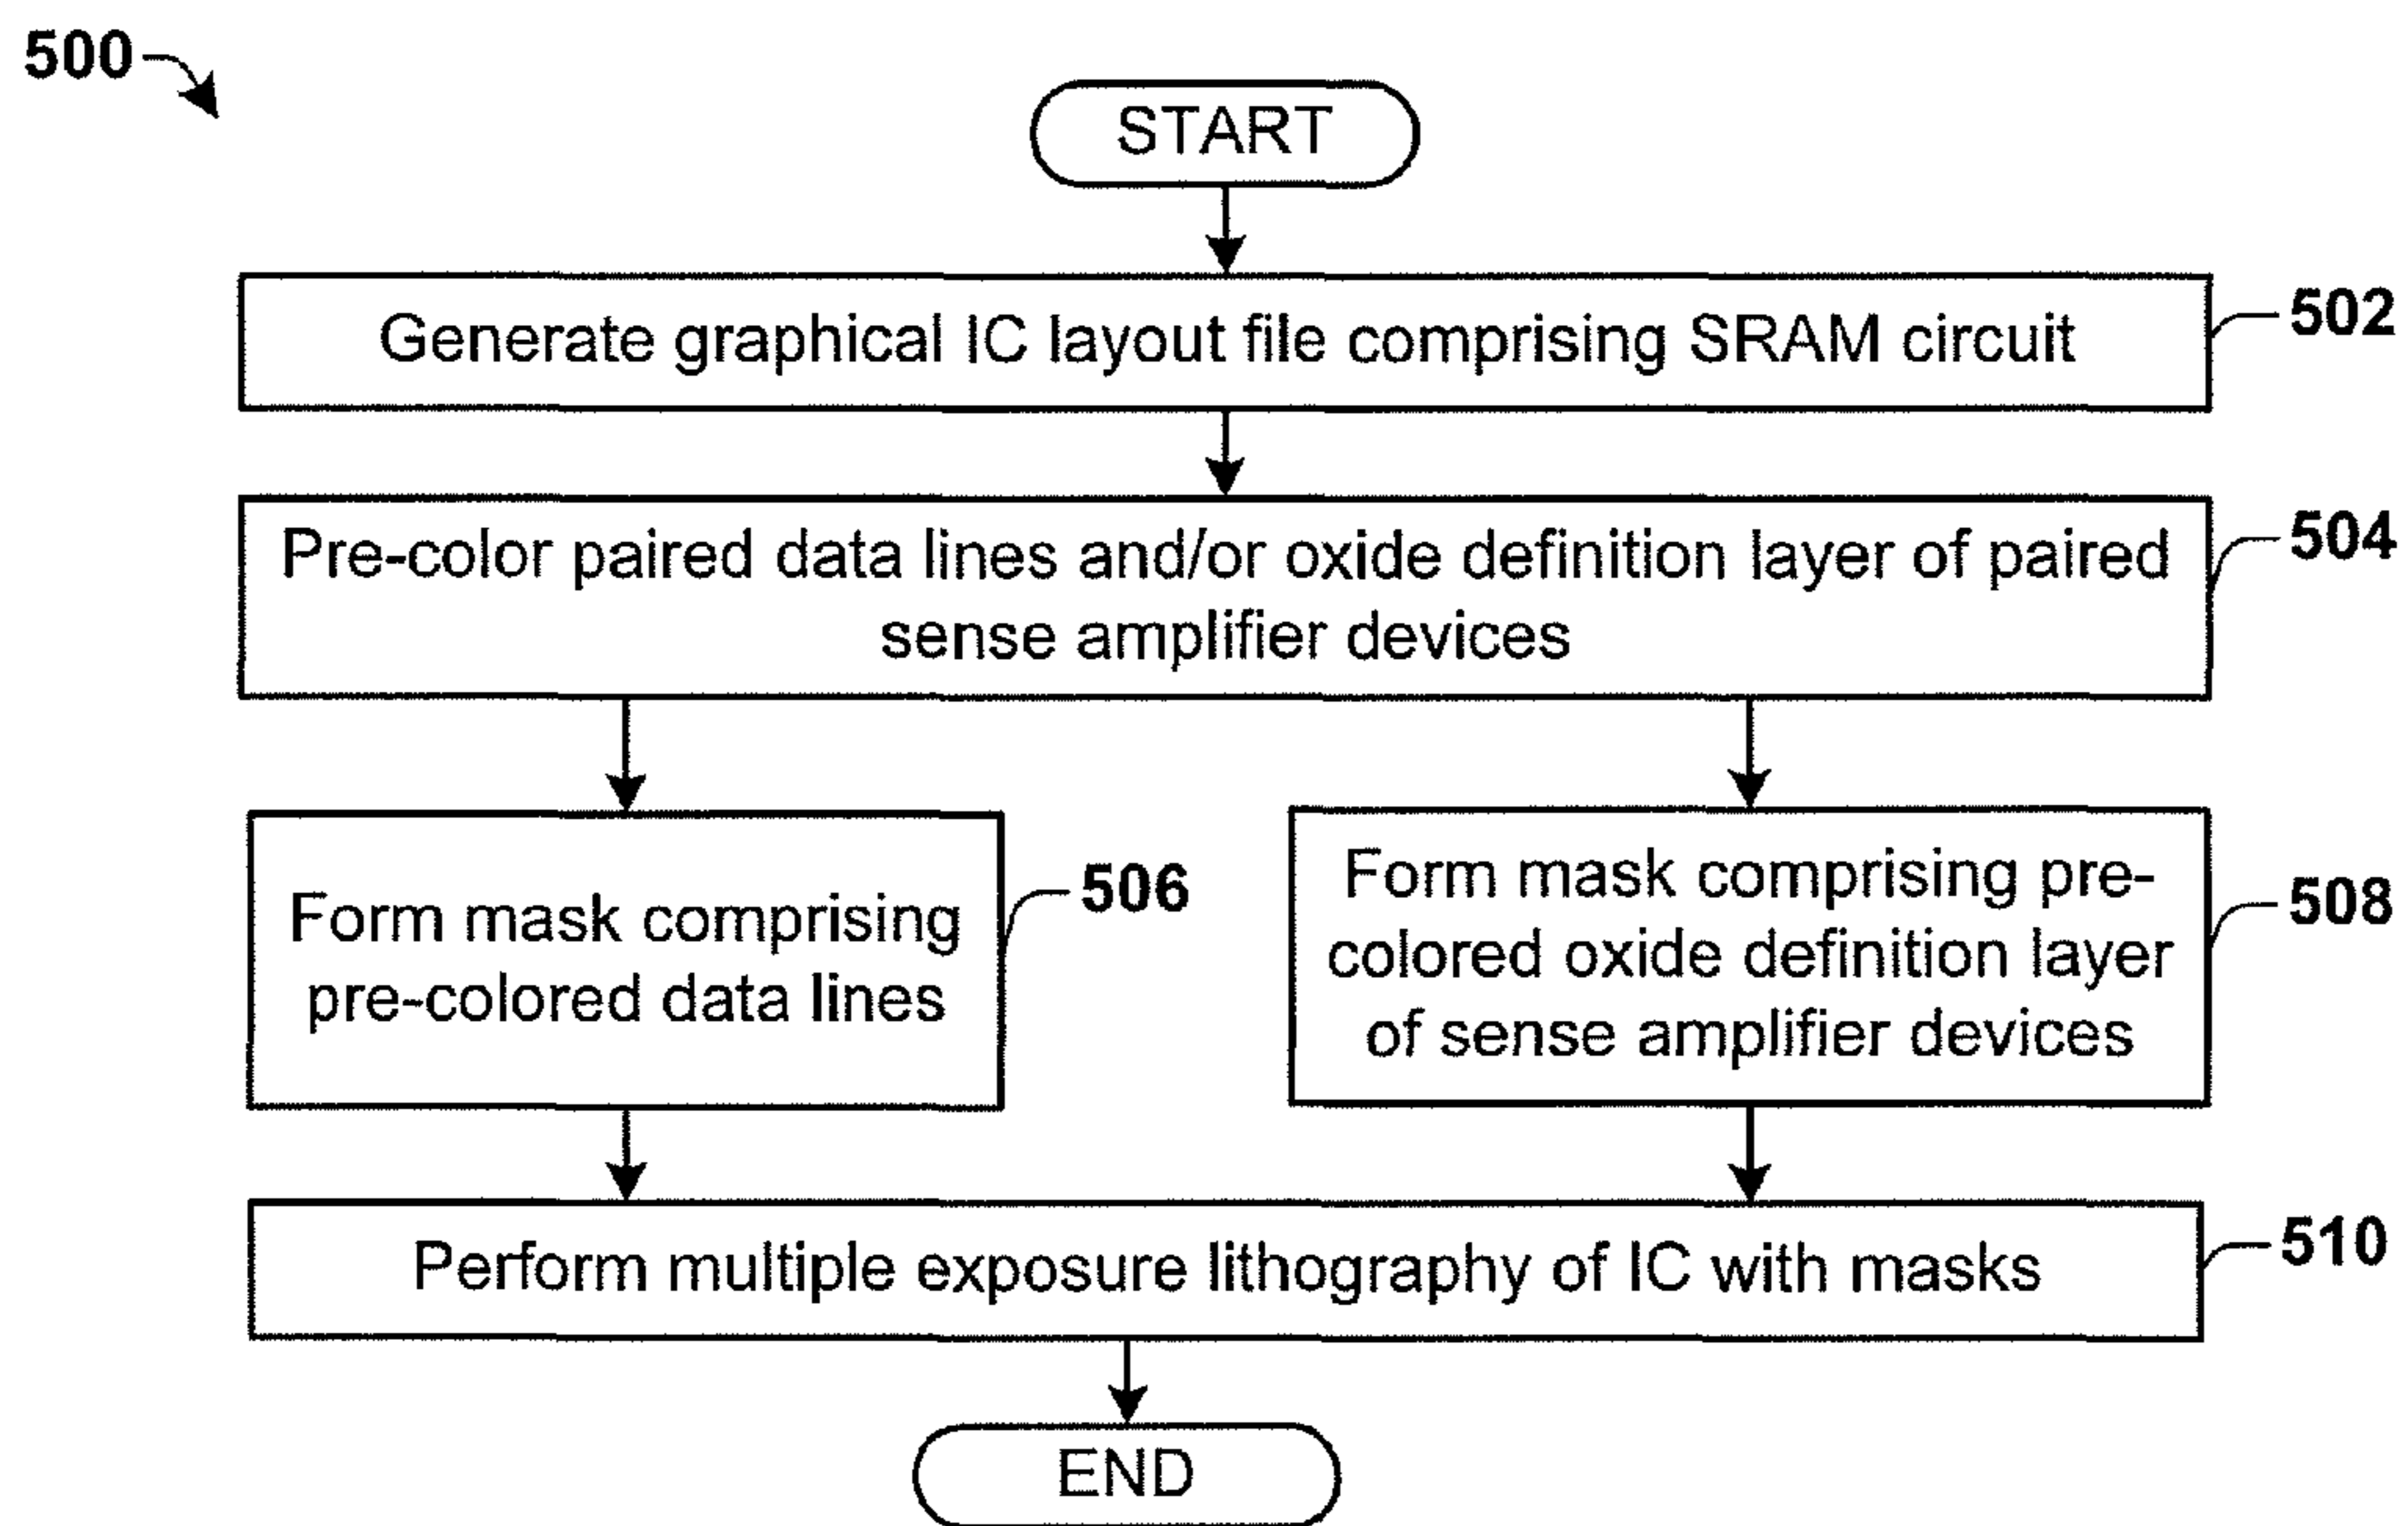 500
START
Generate graphical IC layout file comprising SRAM circuit
502
Pre-color paired data lines and/or oxide definition layer of paired
sense amplifier devices
504
Form mask comprising
pre-colored data lines
506
Form mask comprising pre-
colored oxide definition layer
of sense amplifier devices
508
Perform multiple exposure lithography of IC with masks
510
END